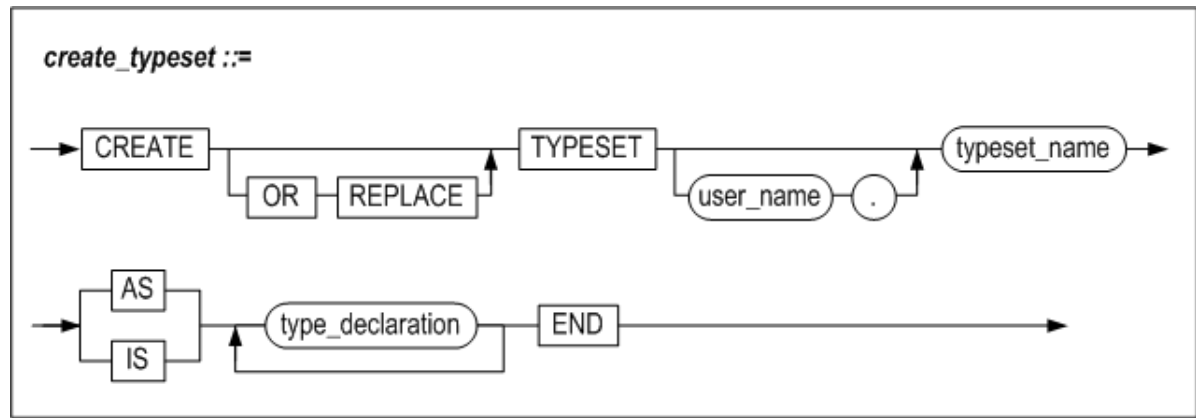 create_typeset ::=
CREATE TYPESET typeset_name
OR REPLACE user_name .
AS
type_declaration END
IS